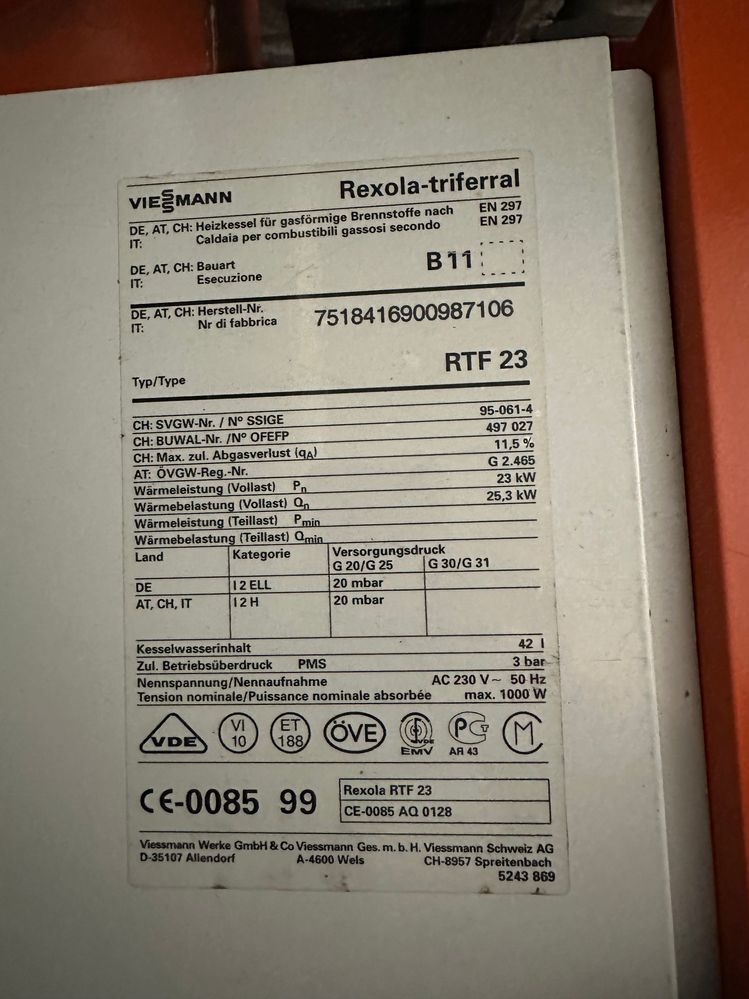 VIESSMANN Rexola-triferral
DE, AT, CH: Heizkessel für gasförmige Brennstoffe nach EN 297
IT: Caldaia per combustibili gassosi secondo EN 297
DE, AT, CH: Bauart B 11
IT: Esecuzione
DE, AT, CH: Herstell-Nr. 7518416900987106
IT: Nr di fabbrica
RTF 23
Typ/Type
CH: SVGW-Nr. / Nº SSIGE 95-061-4
CH: BUWAL-Nr. /Nº OFEFP 497 027
CH: Max. zul. Abgasverlust (qA) 11,5 %
AT: ÖVGW-Reg.-Nr. G 2.465
Wärmeleistung (Vollast) Pn 23 kW
Wärmebelastung (Vollast) Qn 25,3 kW
Wärmeleistung (Teillast) Pmin
Wärmebelastung (Teillast) Qmin
Land Kategorie Versorgungsdruck
G 20/G 25 G 30/G 31
DE I 2 ELL 20 mbar
AT, CH, IT I 2 H 20 mbar
Kesselwasserinhalt 42 l
Zul. Betriebsüberdruck PMS 3 bar
Nennspannung/Nennaufnahme AC 230 V~ 50 Hz
Tension nominale/Puissance nominale absorbée max. 1000 W
VDE VI 10 ET 188 ÖVE VDE EMV PG AЯ 43 M
CE-0085 99
Rexola RTF 23
CE-0085 AQ 0128
Viessmann Werke GmbH & Co Viessmann Ges. m. b. H. Viessmann Schweiz AG
D-35107 Allendorf A-4600 Wels CH-8957 Spreitenbach
5243 869